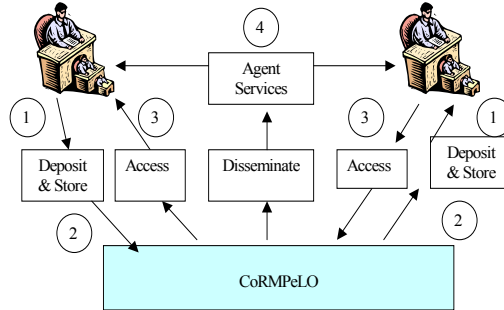 4
Agent
Services
1
3
3
1
Deposit
& Store
Access
Disseminate
Access
Deposit
& Store
2
2
CoRMPeLO